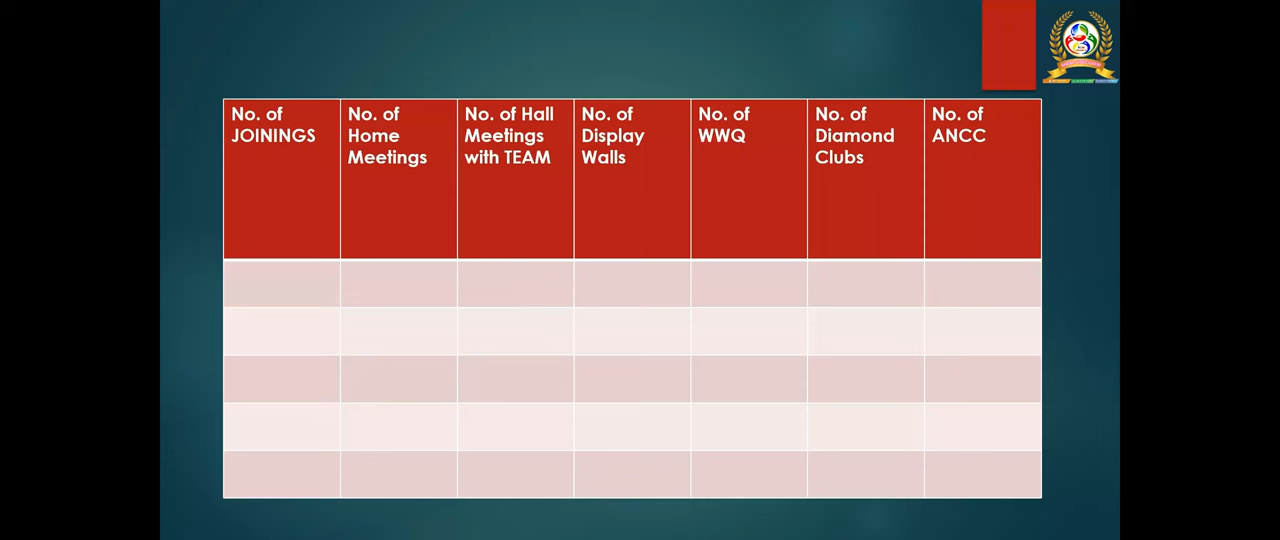 No. of JOININGS
No. of Home Meetings
No. of Hall Meetings with TEAM
No. of Display Walls
No. of WWQ
No. of Diamond Clubs
No. of ANCC